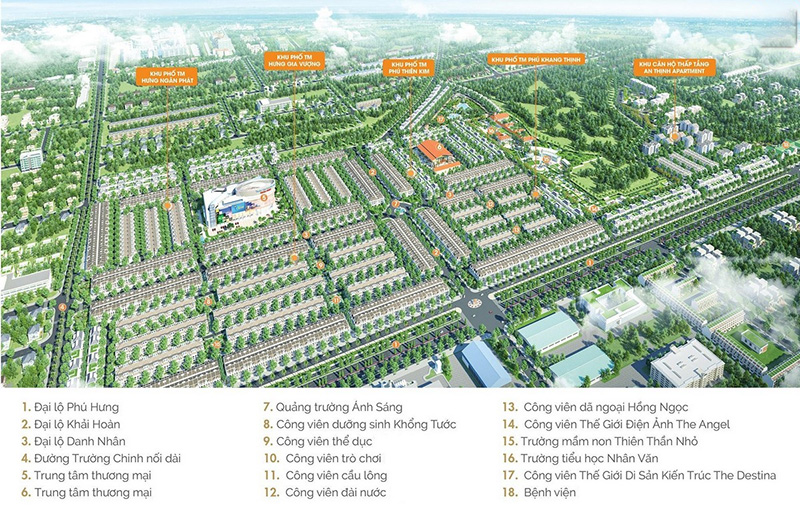 KHU PHỐ TM
HƯNG NGÂN PHÁT
KHU PHỐ TM
HƯNG GIA VƯỢNG
KHU PHỐ TM
PHÚ THIÊN KIM
KHU PHỐ TM PHÚ KHANG THỊNH
KHU CĂN HỘ THẤP TẦNG
AN THỊNH APARTMENT
1. Đại lộ Phú Hưng
2. Đại lộ Khải Hoàn
3. Đại lộ Danh Nhân
4. Đường Trường Chinh nối dài
5. Trung tâm thương mại
6. Trung tâm thương mại
7. Quảng trường Ánh Sáng
8. Công viên dưỡng sinh Khổng Tước
9. Công viên thể dục
10. Công viên trò chơi
11. Công viên cầu lông
12. Công viên đài nước
13. Công viên dã ngoại Hồng Ngọc
14. Công viên Thế Giới Điện Ảnh The Angel
15. Trường mầm non Thiên Thần Nhỏ
16. Trường tiểu học Nhân Văn
17. Công viên Thế Giới Di Sản Kiến Trúc The Destina
18. Bệnh viện